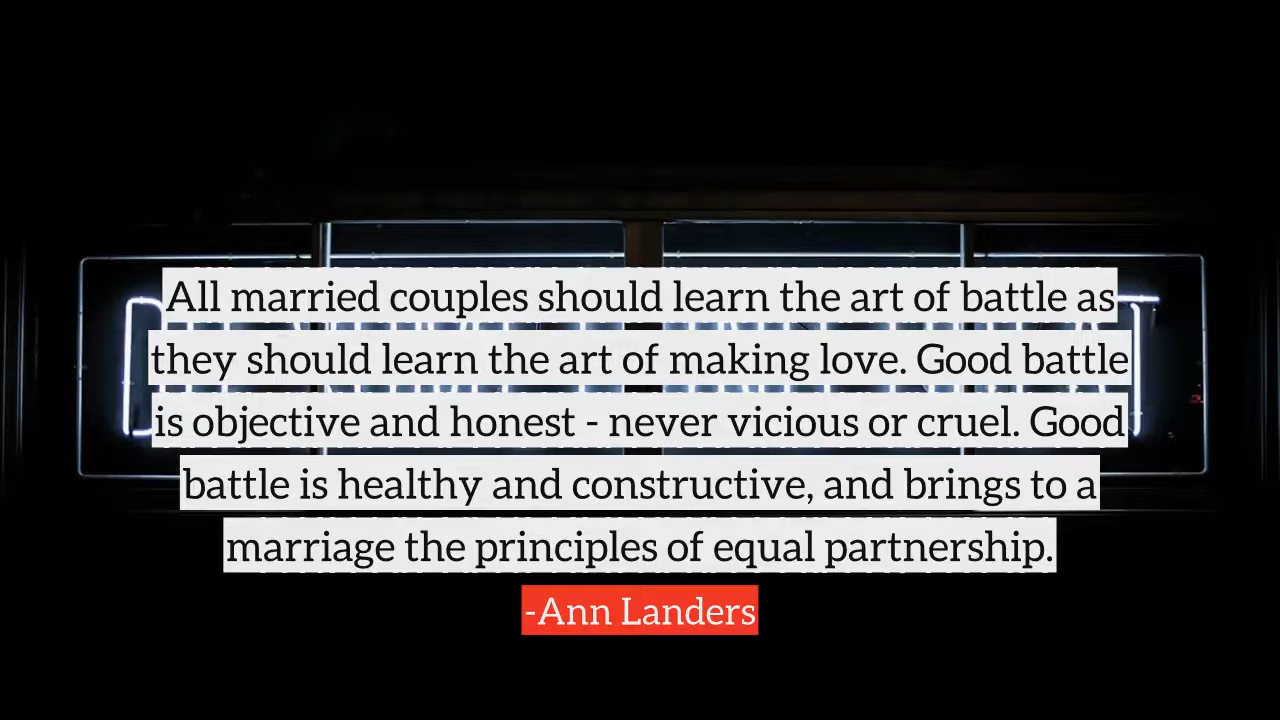 All married couples should learn the art of battle as
they should learn the art of making love. Good battle
is objective and honest - never vicious or cruel. Good
battle is healthy and constructive, and brings to a
marriage the principles of equal partnership.
-Ann Landers